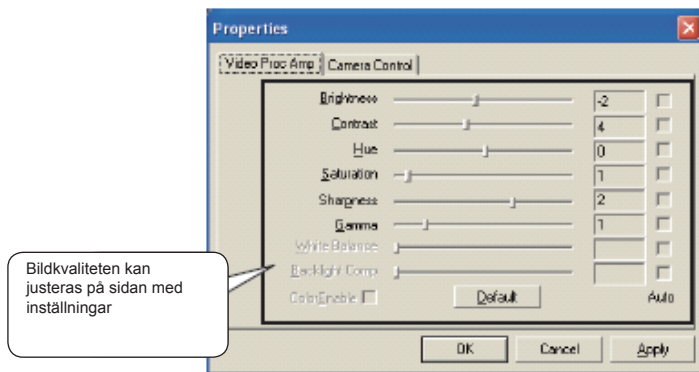 Properties
Video Proc Amp Camera Control
Brightness -2
Contrast 4
Hue 0
Saturation 1
Sharpness 2
Gamma 1
White Balance
Backlight Comp
ColorEnable Default Auto
OK Cancel Apply
Bildkvaliteten kan
justeras på sidan med
inställningar